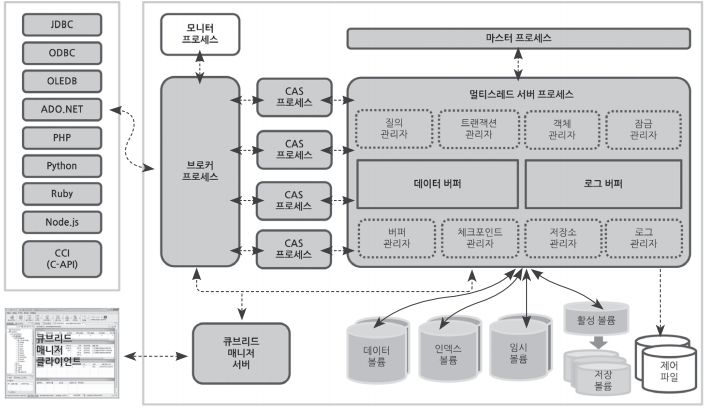 JDBC
ODBC
OLEDB
ADO.NET
PHP
Python
Ruby
Node.js
CCI
(C-API)
큐브리드
매니저
클라이언트
모니터
프로세스
마스터 프로세스
브로커
프로세스
CAS
프로세스
CAS
프로세스
CAS
프로세스
CAS
프로세스
멀티스레드 서버 프로세스
질의
관리자
트랜잭션
관리자
객체
관리자
잠금
관리자
데이터 버퍼
로그 버퍼
버퍼
관리자
체크포인트
관리자
저장소
관리자
로그
관리자
큐브리드
매니저
서버
데이터
볼륨
인덱스
볼륨
임시
볼륨
활성 볼륨
저장
볼륨
제어
파일